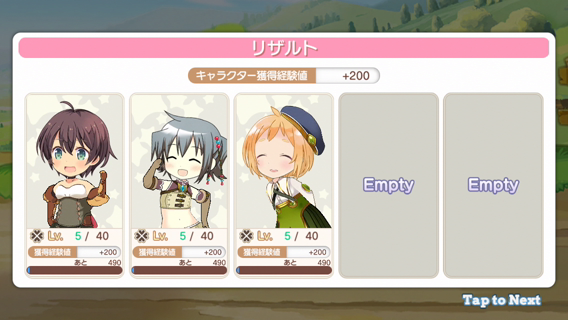 リザルト
キャラクター獲得経験値 +200
Lv. 5 / 40
獲得経験値 +200
あと 490
Lv. 5 / 40
獲得経験値 +200
あと 490
Lv. 5 / 40
獲得経験値 +200
あと 490
Empty
Empty
Tap to Next